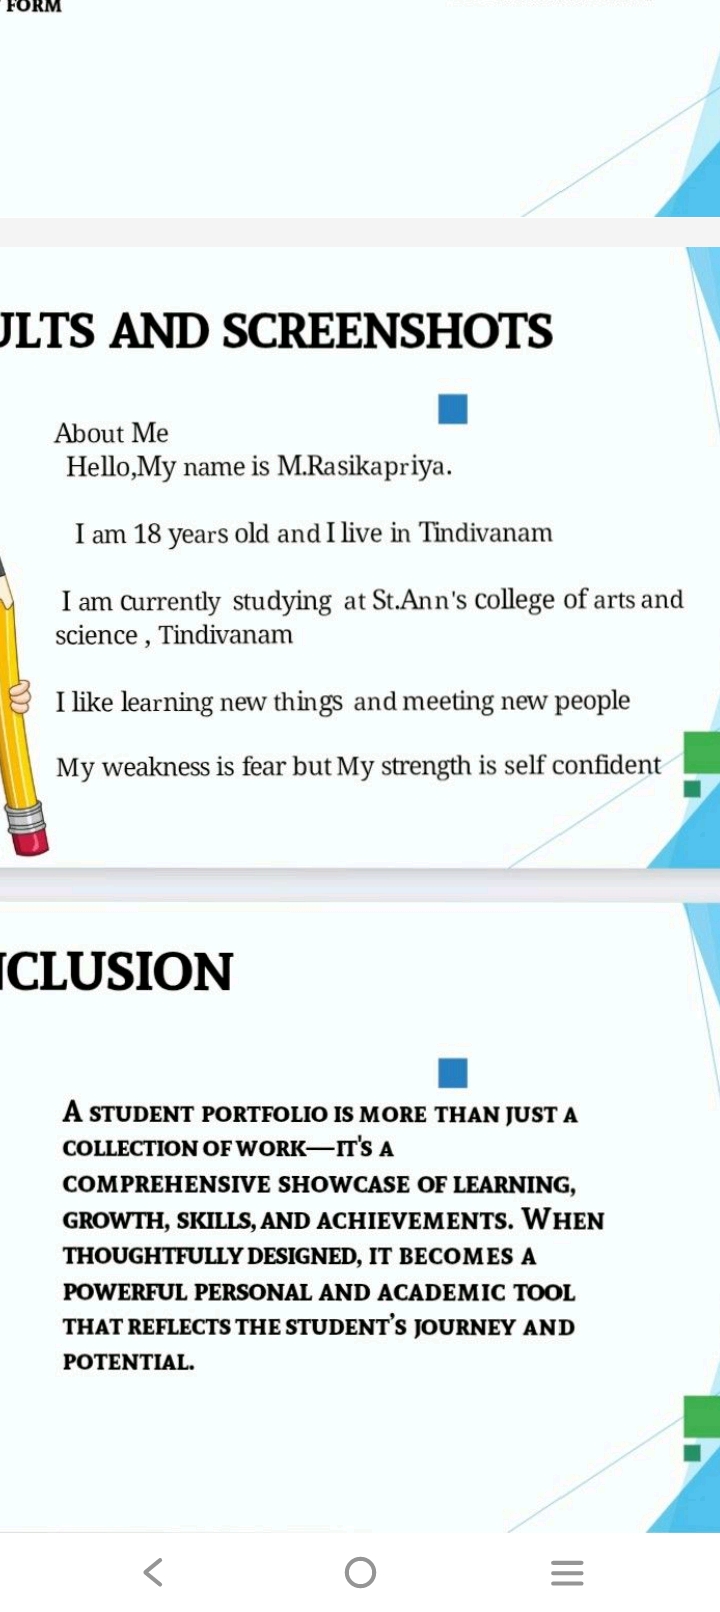 FORM
ULTS AND SCREENSHOTS
About Me
Hello,My name is M.Rasikapriya.
I am 18 years old and I live in Tindivanam
I am currently studying at St.Ann's college of arts and
science , Tindivanam
I like learning new things and meeting new people
My weakness is fear but My strength is self confident
NCLUSION
A STUDENT PORTFOLIO IS MORE THAN JUST A
COLLECTION OF WORK—IT'S A
COMPREHENSIVE SHOWCASE OF LEARNING,
GROWTH, SKILLS, AND ACHIEVEMENTS. WHEN
THOUGHTFULLY DESIGNED, IT BECOMES A
POWERFUL PERSONAL AND ACADEMIC TOOL
THAT REFLECTS THE STUDENT’S JOURNEY AND
POTENTIAL.